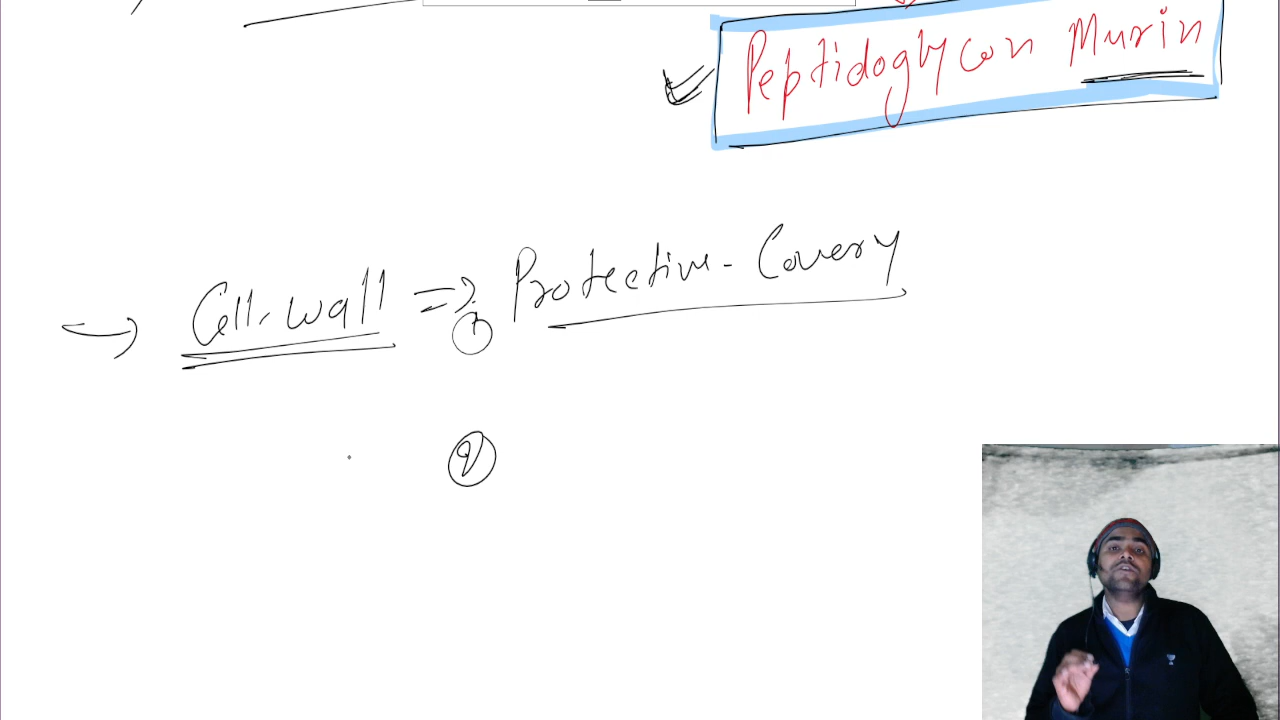 Peptidoglycan Murin
→ Cell-wall ⇒ ① Protective-Covery
②